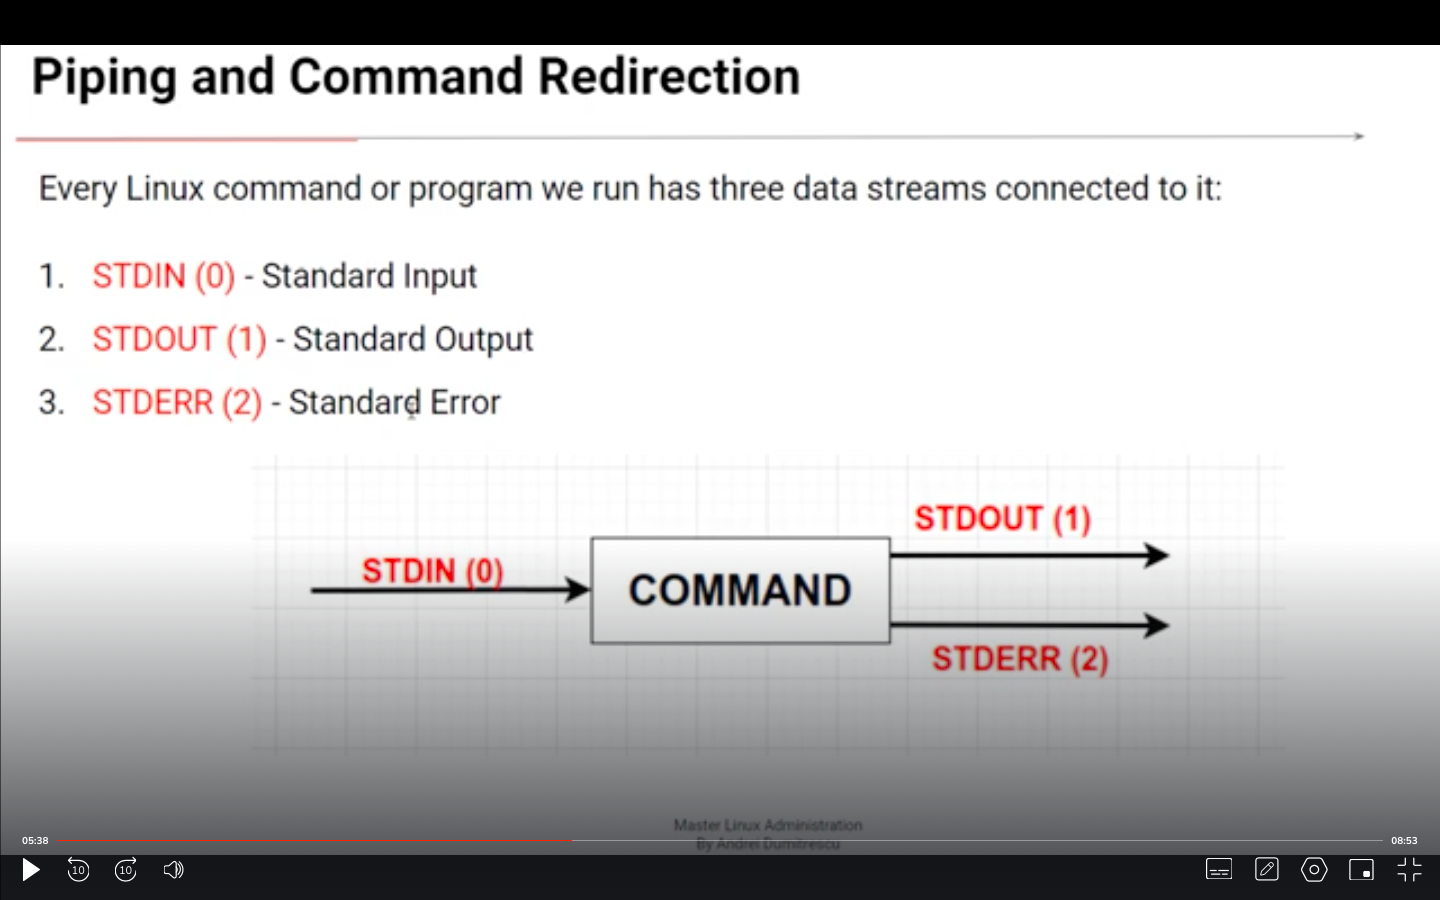 Piping and Command Redirection
Every Linux command or program we run has three data streams connected to it:
1. STDIN (0) - Standard Input
2. STDOUT (1) - Standard Output
3. STDERR (2) - Standard Error
STDOUT (1)
STDIN (0)
COMMAND
STDERR (2)
Master Linux Administration
By Andrei Dumitrescu
05:38
08:53
10
10